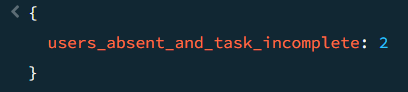 {
users_absent_and_task_incomplete: 2
}